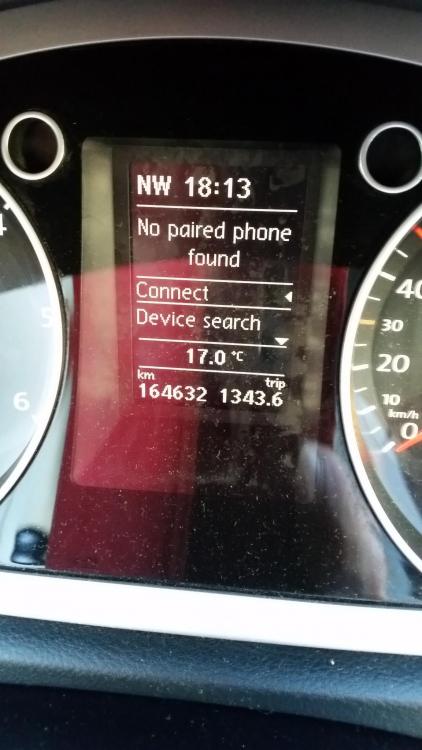 NW 18:13
No paired phone
found
Connect
Device search
17.0 °C
km trip
164632 1343.6
5
6
40
30
20
10
km/h
0